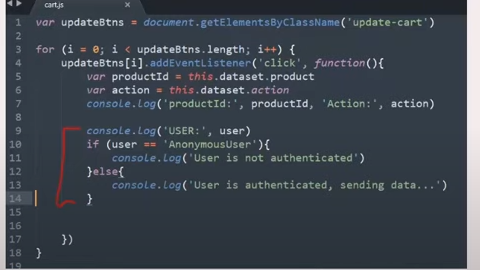 cart.js
1 var updateBtns = document.getElementsByClassName('update-cart')
2
3 for (i = 0; i < updateBtns.length; i++) {
4 updateBtns[i].addEventListener('click', function(){
5 var productId = this.dataset.product
6 var action = this.dataset.action
7 console.log('productId:', productId, 'Action:', action)
8
9 console.log('USER:', user)
10 if (user == 'AnonymousUser'){
11 console.log('User is not authenticated')
12 }else{
13 console.log('User is authenticated, sending data...')
14 }
15
16
17 })
18 }